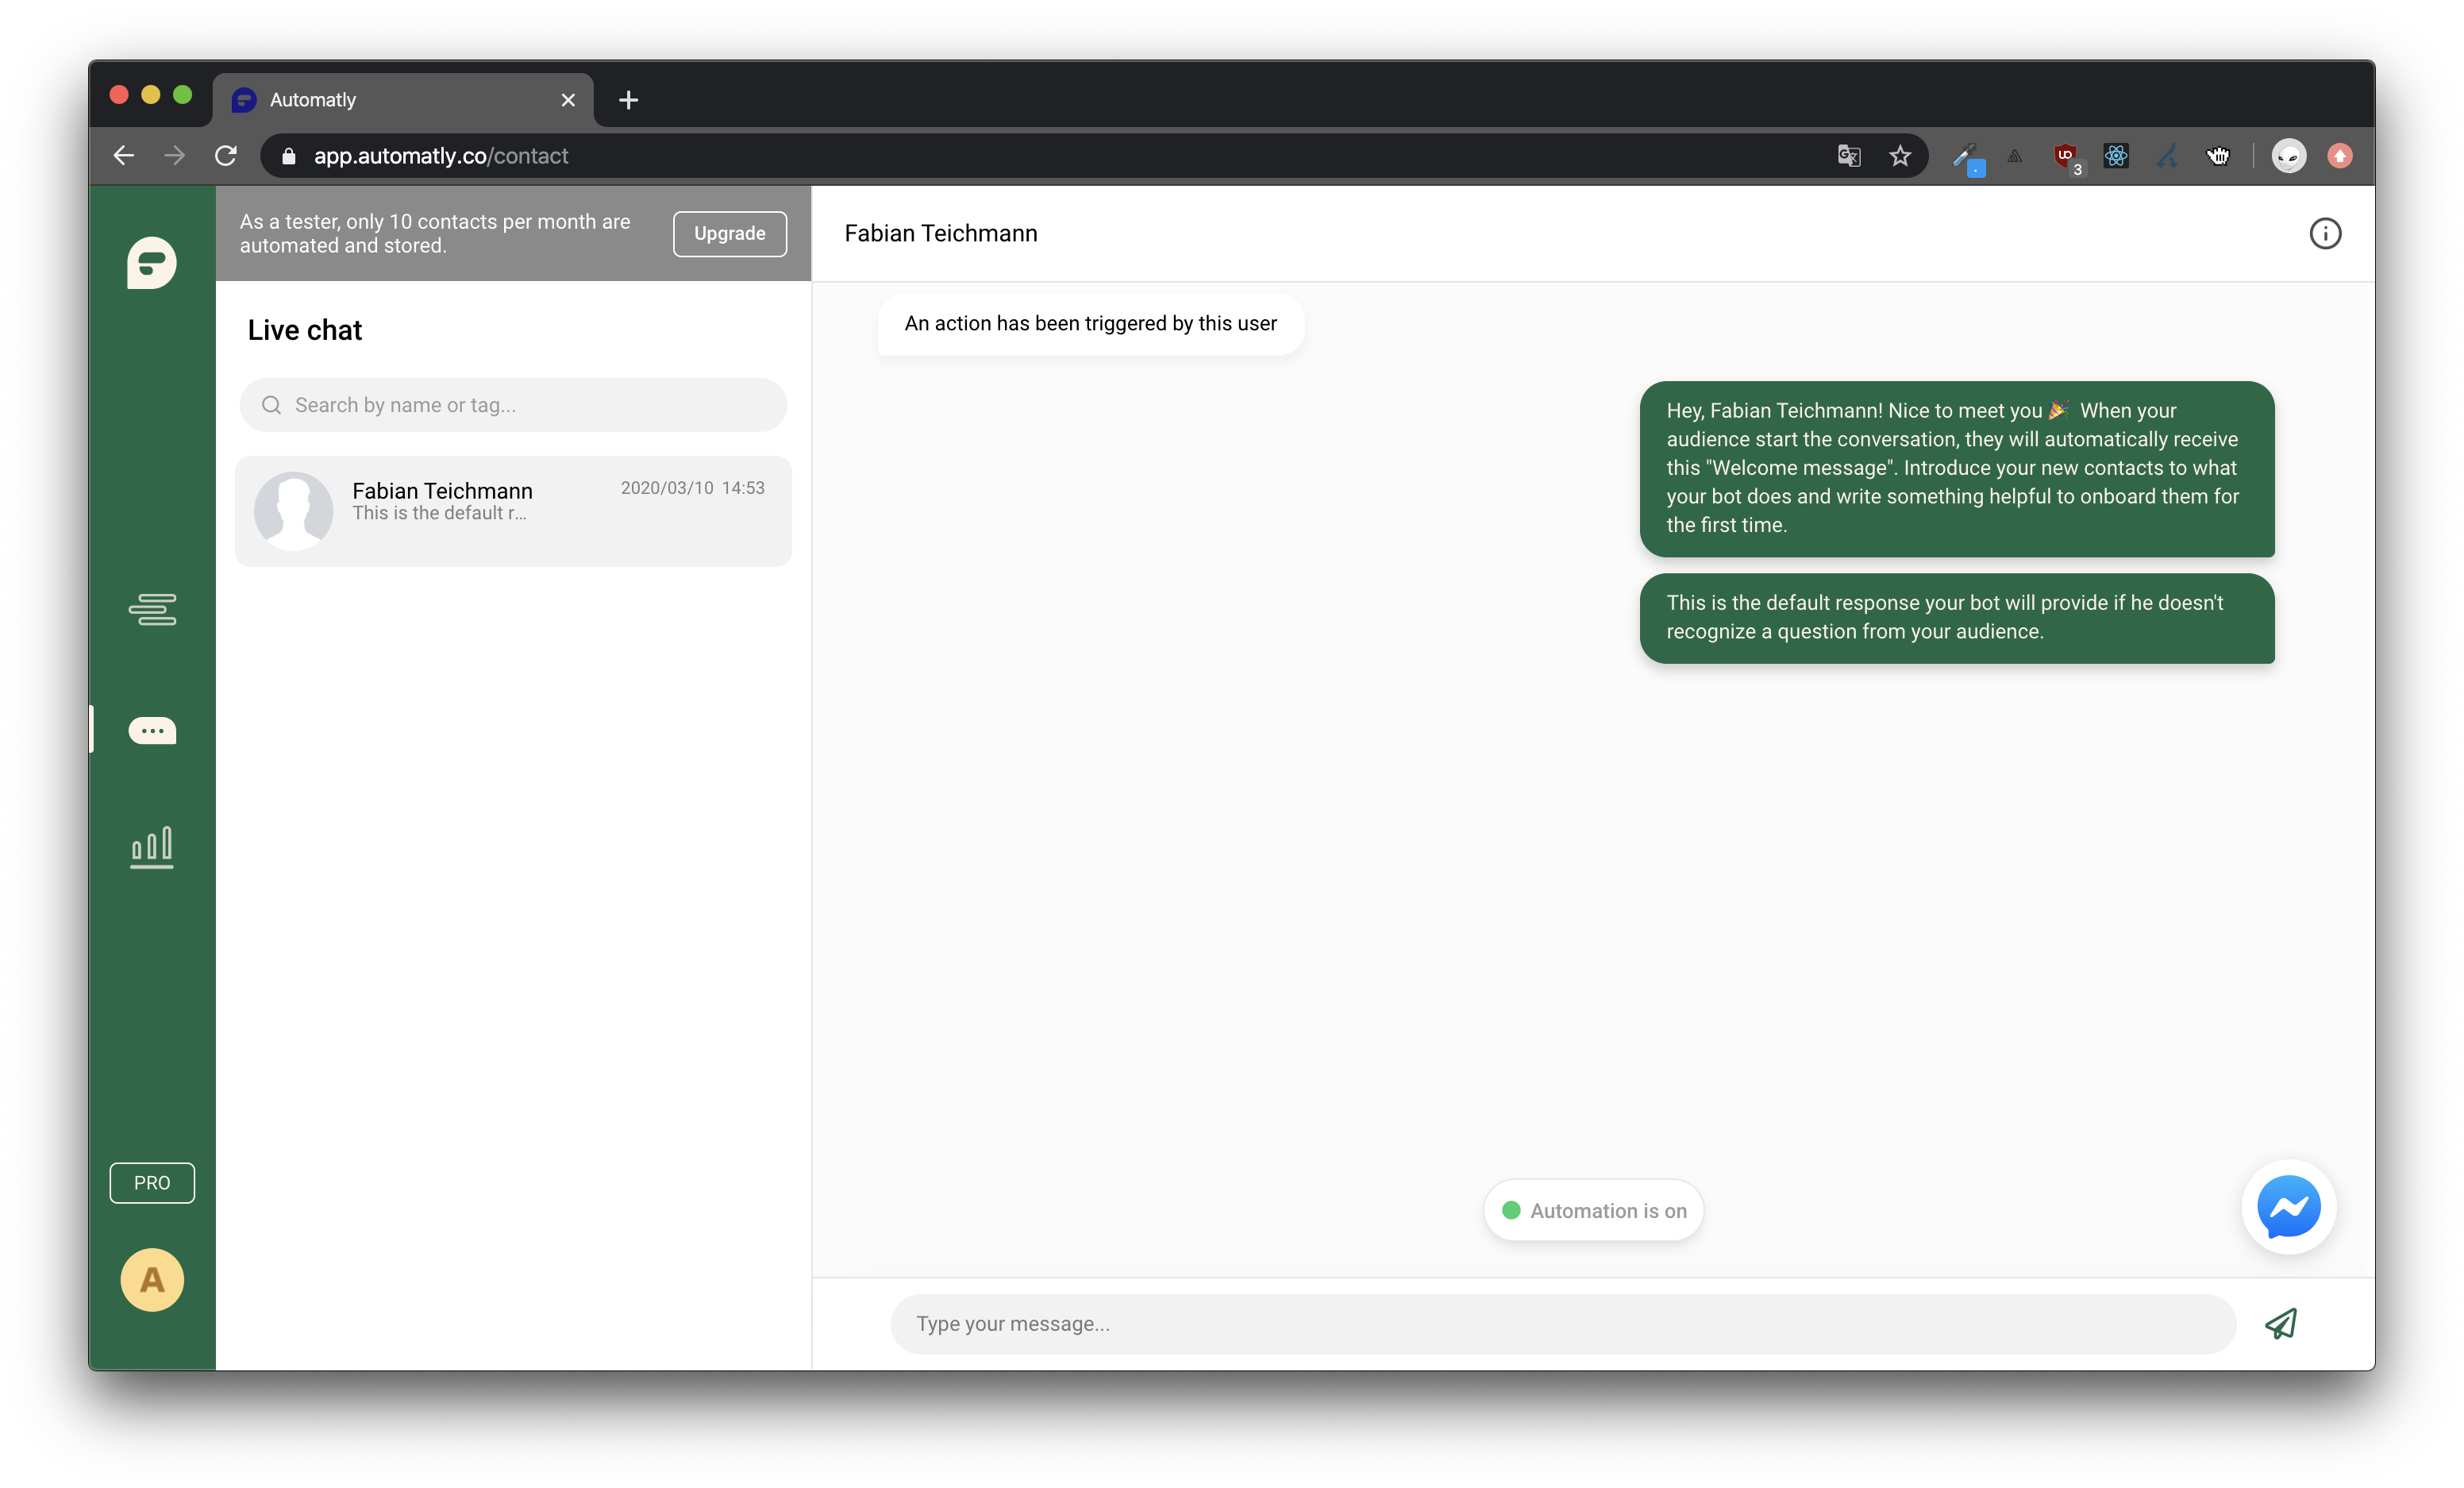 Automatly
app.automatly.co/contact
3
As a tester, only 10 contacts per month are
automated and stored.
Upgrade
Live chat
Search by name or tag...
Fabian Teichmann
2020/03/10 14:53
This is the default r...
PRO
A
Fabian Teichmann
An action has been triggered by this user
Hey, Fabian Teichmann! Nice to meet you 🎉 When your
audience start the conversation, they will automatically receive
this "Welcome message". Introduce your new contacts to what
your bot does and write something helpful to onboard them for
the first time.
This is the default response your bot will provide if he doesn't
recognize a question from your audience.
Automation is on
Type your message...